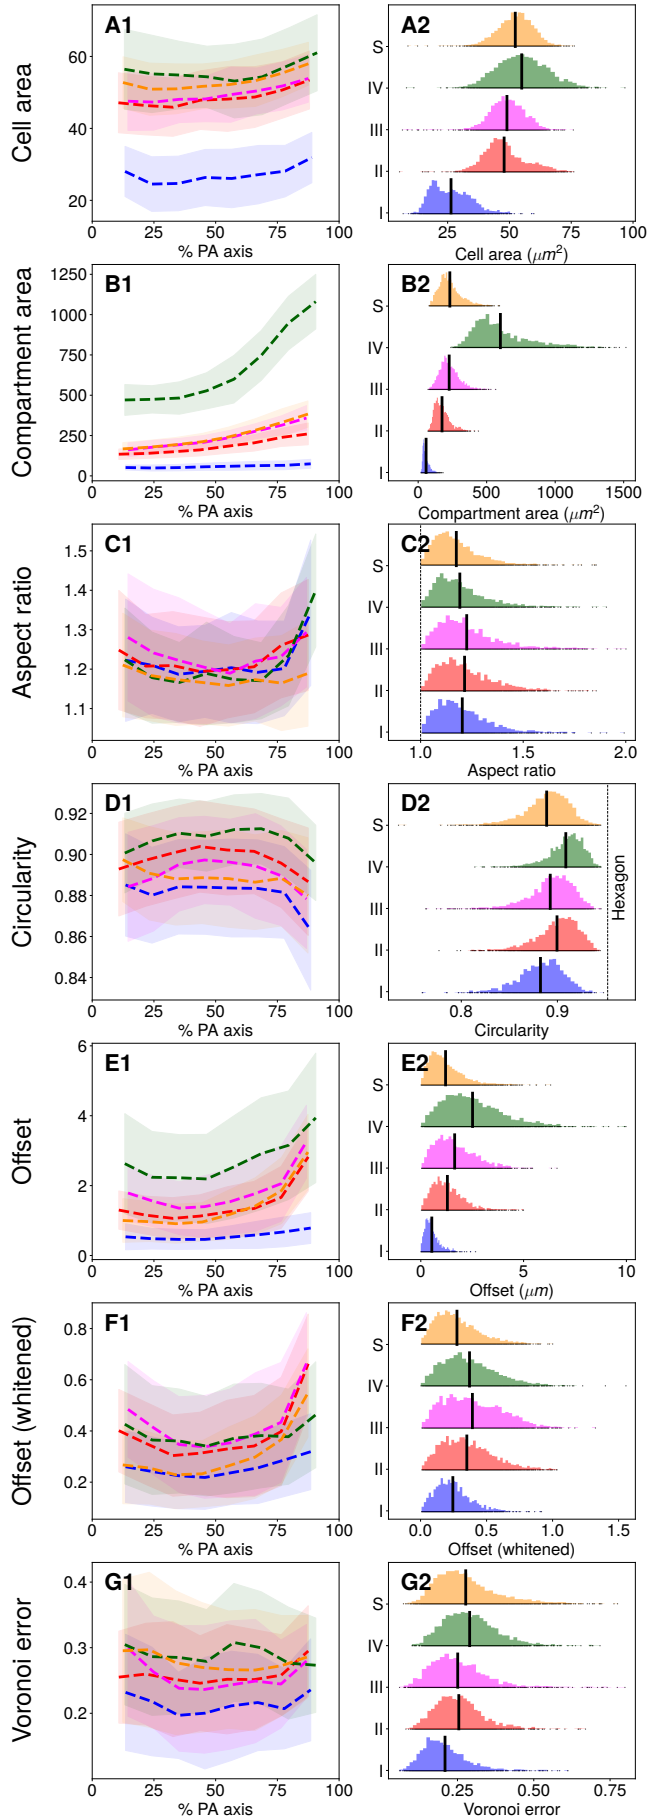 A1
Cell area
60
40
20
0 25 50 75 100
% PA axis
A2
S
IV
III
II
I
0 25 50 75 100
Cell area (μm²)
B1
Compartment area
1250
1000
750
500
250
0
0 25 50 75 100
% PA axis
B2
S
IV
III
II
I
0 500 1000 1500
Compartment area (μm²)
C1
Aspect ratio
1.5
1.4
1.3
1.2
1.1
0 25 50 75 100
% PA axis
C2
S
IV
III
II
I
1.0 1.5 2.0
Aspect ratio
D1
Circularity
0.92
0.90
0.88
0.86
0.84
0 25 50 75 100
% PA axis
D2
S
IV
III
II
I
Hexagon
0.8 0.9
Circularity
E1
Offset
6
4
2
0
0 25 50 75 100
% PA axis
E2
S
IV
III
II
I
0 5 10
Offset (μm)
F1
Offset (whitened)
0.8
0.6
0.4
0.2
0 25 50 75 100
% PA axis
F2
S
IV
III
II
I
0.0 0.5 1.0 1.5
Offset (whitened)
G1
Voronoi error
0.4
0.3
0.2
0 25 50 75 100
% PA axis
G2
S
IV
III
II
I
0.25 0.50 0.75
Voronoi error